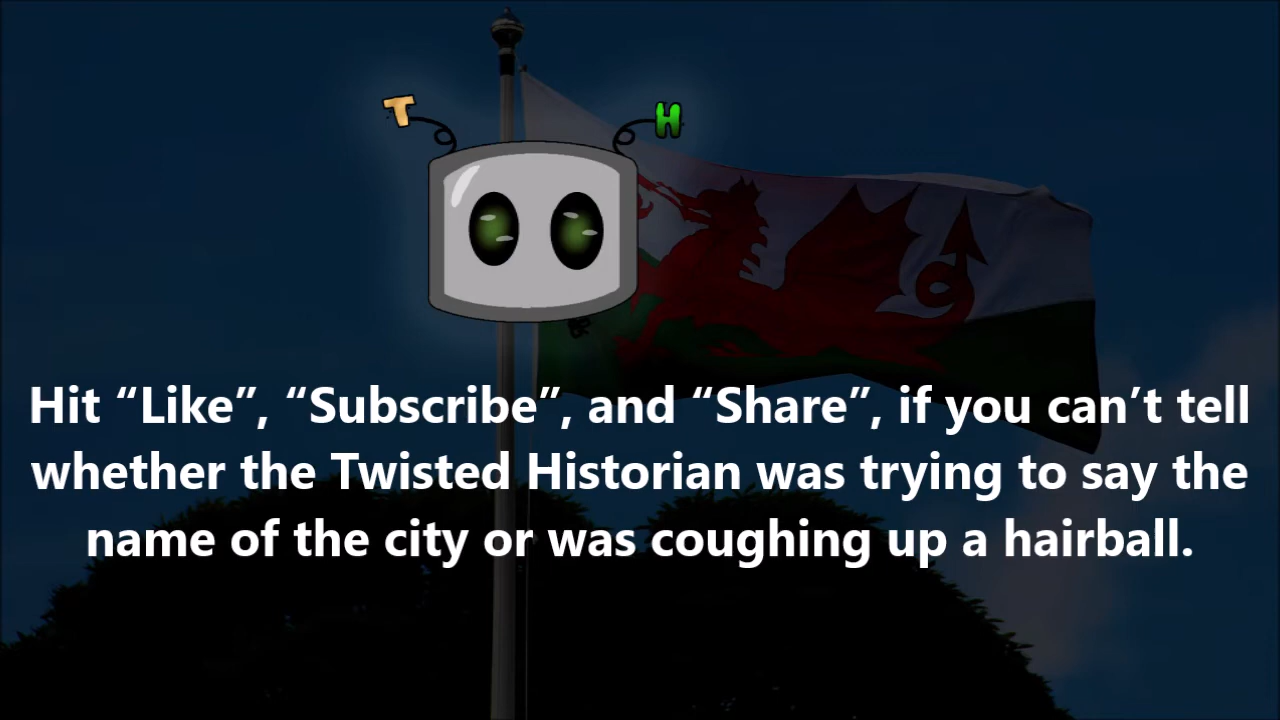 T H
Hit “Like”, “Subscribe”, and “Share”, if you can’t tell
whether the Twisted Historian was trying to say the
name of the city or was coughing up a hairball.